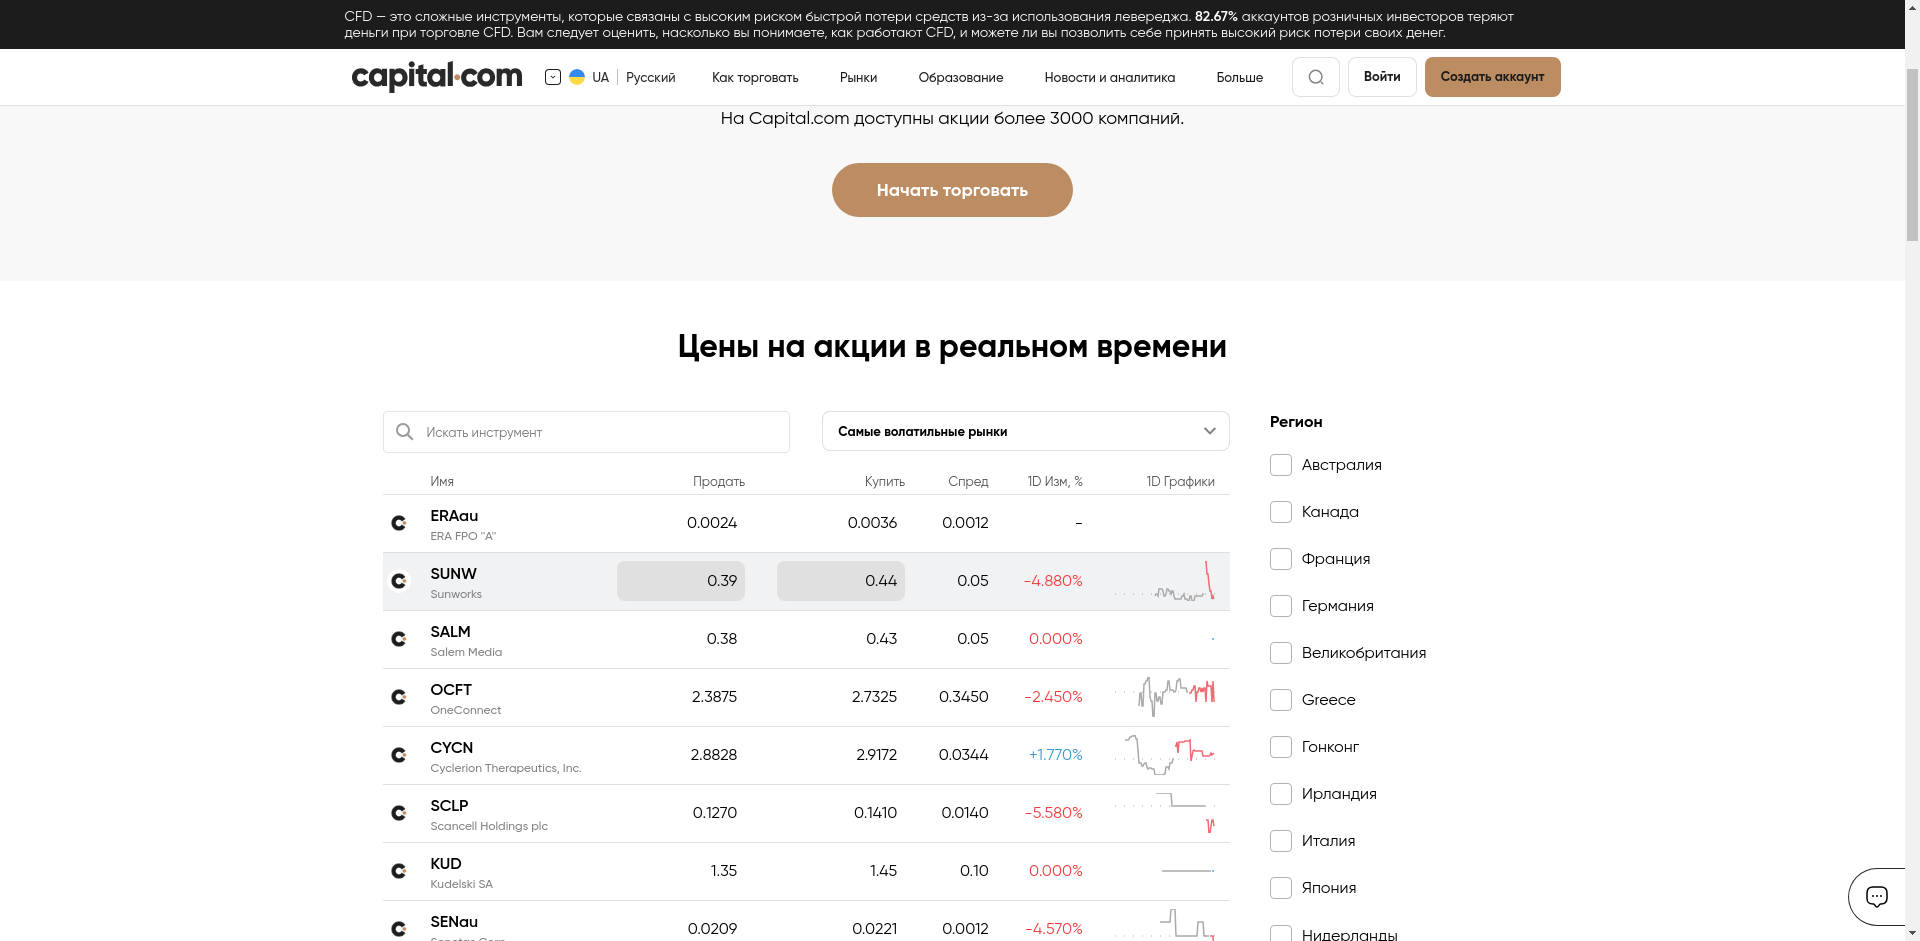 CFD — это сложные инструменты, которые связаны с высоким риском быстрой потери средств из-за использования левереджа. 82.67% аккаунтов розничных инвесторов теряют
деньги при торговле CFD. Вам следует оценить, насколько вы понимаете, как работают CFD, и можете ли вы позволить себе принять высокий риск потери своих денег.
capital.com UA Русский Как торговать Рынки Образование Новости и аналитика Больше Войти Создать аккаунт
На Capital.com доступны акции более 3000 компаний.
Начать торговать
Цены на акции в реальном времени
Искать инструмент Самые волатильные рынки
Имя Продать Купить Спред 1D Изм, % 1D Графики
ERAau 0.0024 0.0036 0.0012 -
ERA FPO "A"
SUNW 0.39 0.44 0.05 -4.880%
Sunworks
SALM 0.38 0.43 0.05 0.000%
Salem Media
OCFT 2.3875 2.7325 0.3450 -2.450%
OneConnect
CYCN 2.8828 2.9172 0.0344 +1.770%
Cyclerion Therapeutics, Inc.
SCLP 0.1270 0.1410 0.0140 -5.580%
Scancell Holdings plc
KUD 1.35 1.45 0.10 0.000%
Kudelski SA
SENau 0.0209 0.0221 0.0012 -4.570%
Регион
Австралия
Канада
Франция
Германия
Великобритания
Greece
Гонконг
Ирландия
Италия
Япония
Нидерланды